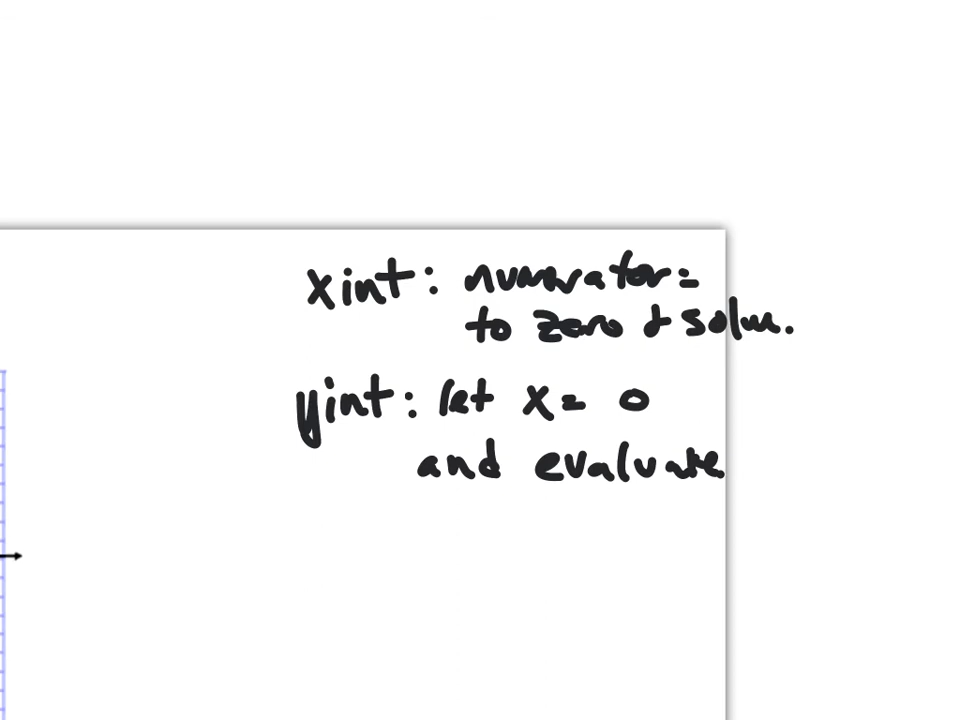 xint: numerator =
to zero & solve.
yint: let x = 0
and evaluate